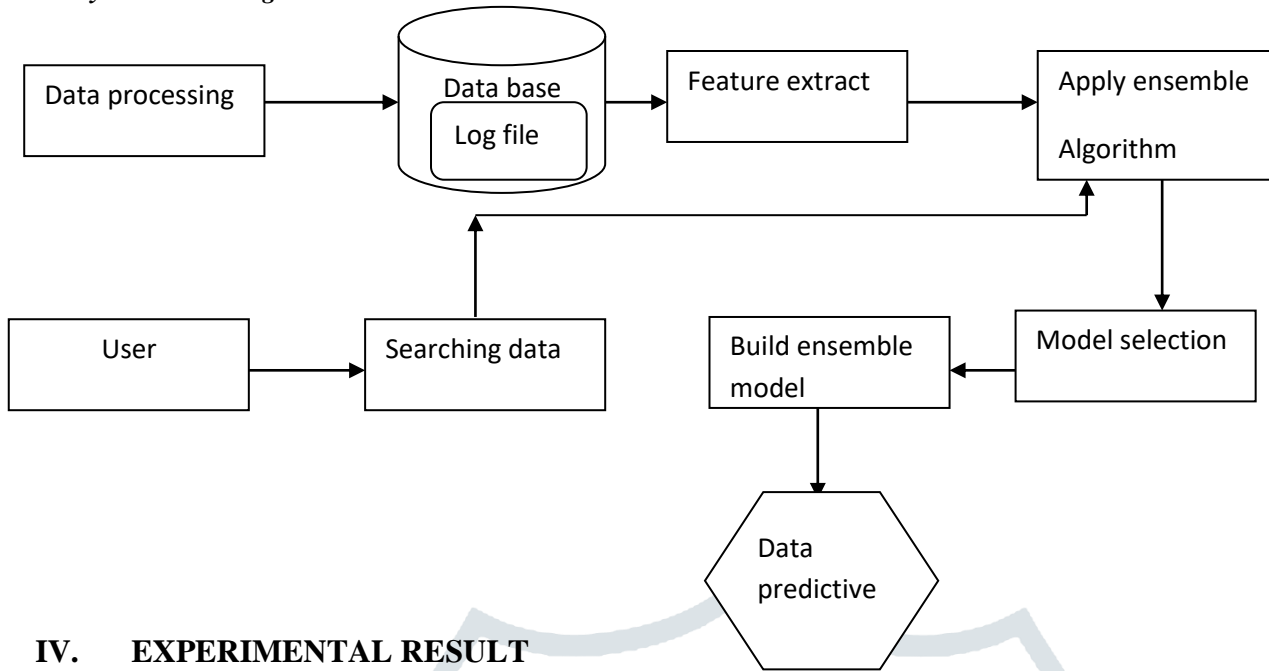 Data processing
Data base
Log file
Feature extract
Apply ensemble
Algorithm
User
Searching data
Build ensemble
model
Model selection
Data
predictive
IV. EXPERIMENTAL RESULT